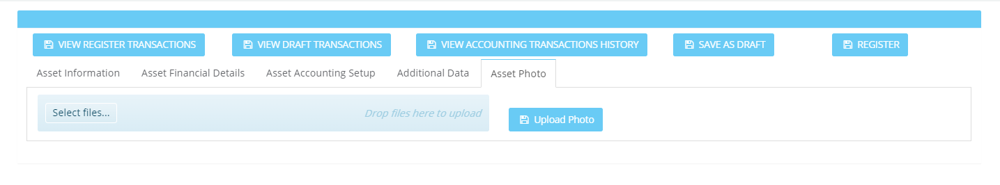 VIEW REGISTER TRANSACTIONS VIEW DRAFT TRANSACTIONS VIEW ACCOUNTING TRANSACTIONS HISTORY SAVE AS DRAFT REGISTER
Asset Information Asset Financial Details Asset Accounting Setup Additional Data Asset Photo
Select files... Drop files here to upload Upload Photo